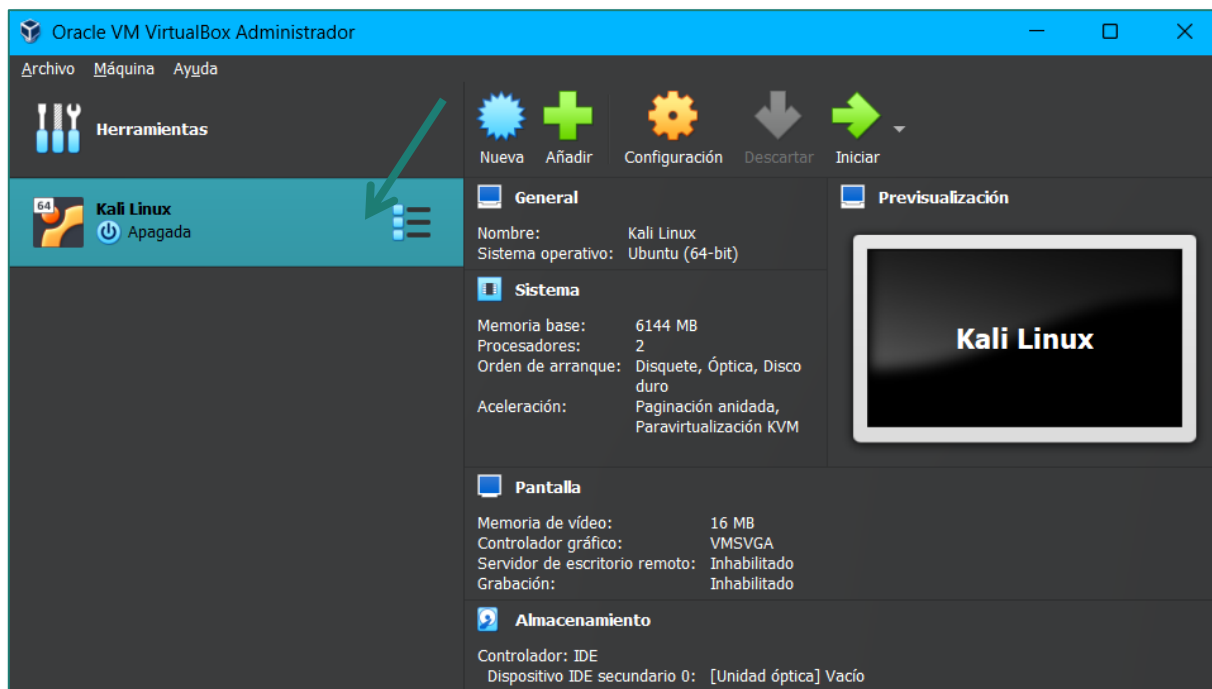 Oracle VM VirtualBox Administrador
Archivo Máquina Ayuda
Herramientas
Nueva Añadir Configuración Descartar Iniciar
64
Kali Linux
Apagada
General
Nombre: Kali Linux
Sistema operativo: Ubuntu (64-bit)
Previsualización
Kali Linux
Sistema
Memoria base: 6144 MB
Procesadores: 2
Orden de arranque: Disquete, Óptica, Disco
duro
Aceleración: Paginación anidada,
Paravirtualización KVM
Pantalla
Memoria de vídeo: 16 MB
Controlador gráfico: VMSVGA
Servidor de escritorio remoto: Inhabilitado
Grabación: Inhabilitado
Almacenamiento
Controlador: IDE
Dispositivo IDE secundario 0: [Unidad óptica] Vacío